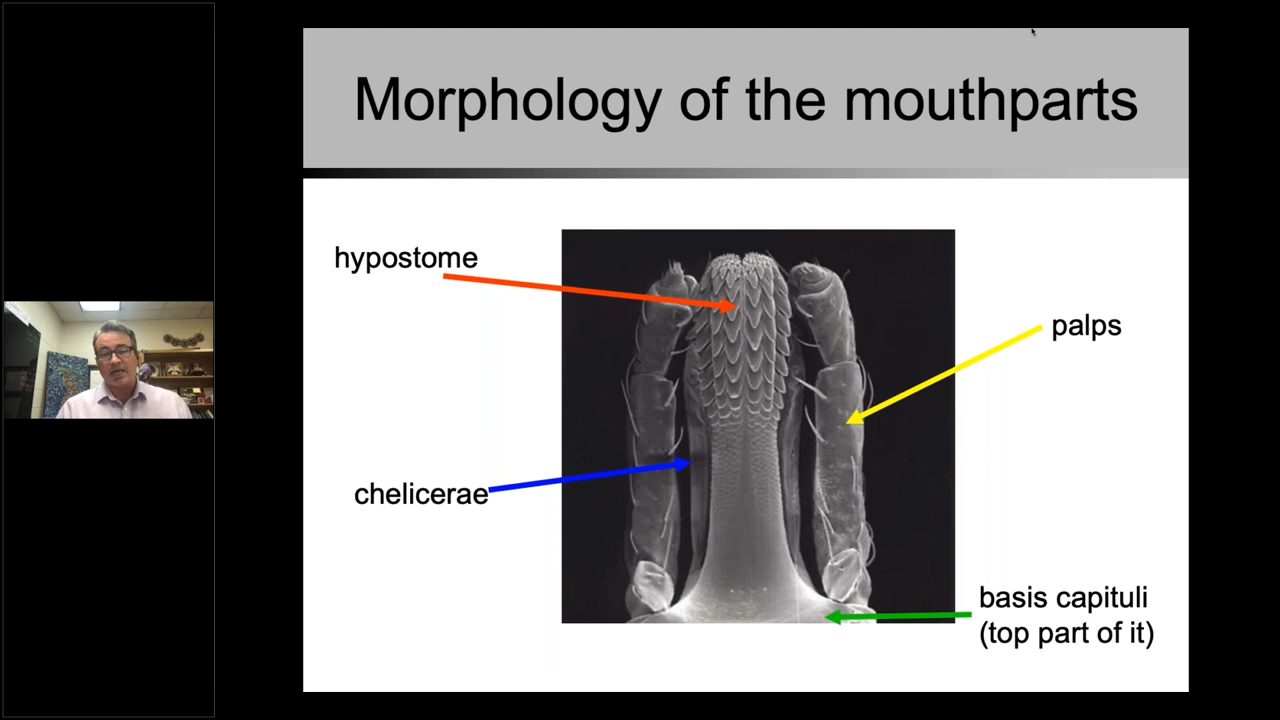 Morphology of the mouthparts
hypostome
palps
chelicerae
basis capituli
(top part of it)